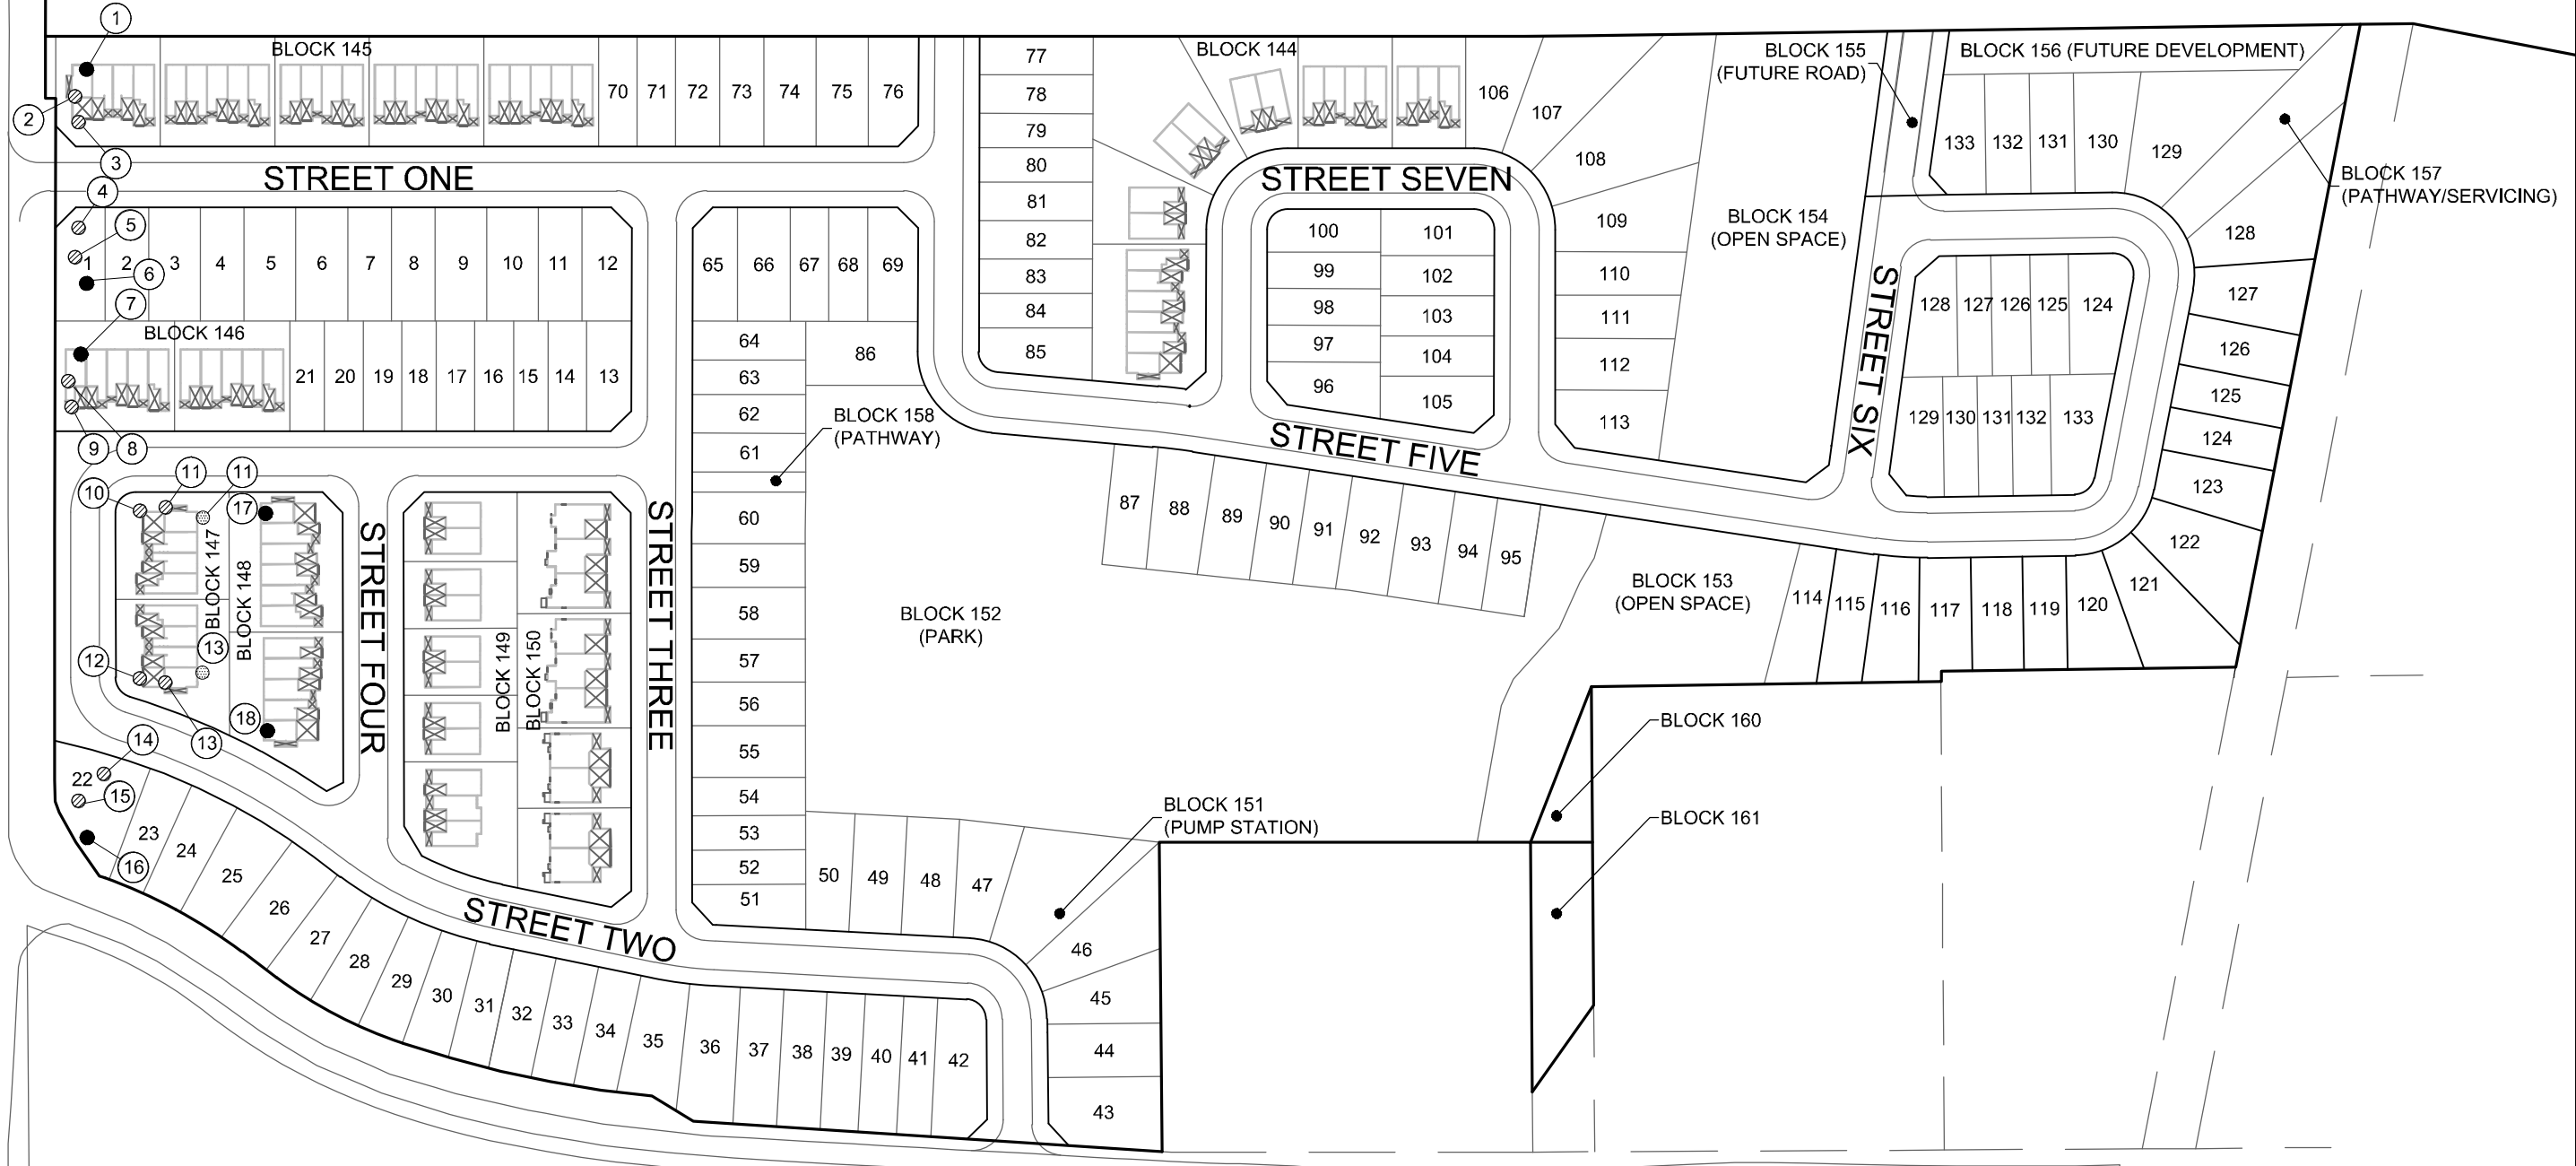 1
BLOCK 145
BLOCK 144
BLOCK 155
(FUTURE ROAD)
BLOCK 156 (FUTURE DEVELOPMENT)
2
3
70 71 72 73 74 75 76
77
78
79
80
81
82
83
84
85
106
107
108
109
110
111
112
113
133 132 131 130 129
BLOCK 157
(PATHWAY/SERVICING)
STREET ONE
STREET SEVEN
4
5
6
7
1 2 3 4 5 6 7 8 9 10 11 12
65 66 67 68 69
100 101
99 102
98 103
97 104
96 105
BLOCK 154
(OPEN SPACE)
STREET SIX
128 127 126 125 124
129 130 131 132 133
128
127
126
125
124
123
122
121
BLOCK 146
21 20 19 18 17 16 15 14 13
9 8
64
63
62
61
60
59
58
57
56
55
54
53
52
51
86
BLOCK 158
(PATHWAY)
STREET FIVE
87 88 89 90 91 92 93 94 95
10 11 11
17
BLOCK 147
BLOCK 148
STREET FOUR
BLOCK 149
BLOCK 150
STREET THREE
12 13
13
18
BLOCK 152
(PARK)
BLOCK 153
(OPEN SPACE)
114 115 116 117 118 119 120
BLOCK 160
BLOCK 161
14
15
16
22
23
24
25
26
27
28
29
30
31
32
33
34
35
36
37
38
39
40
41
42
STREET TWO
50 49 48 47
BLOCK 151
(PUMP STATION)
46
45
44
43